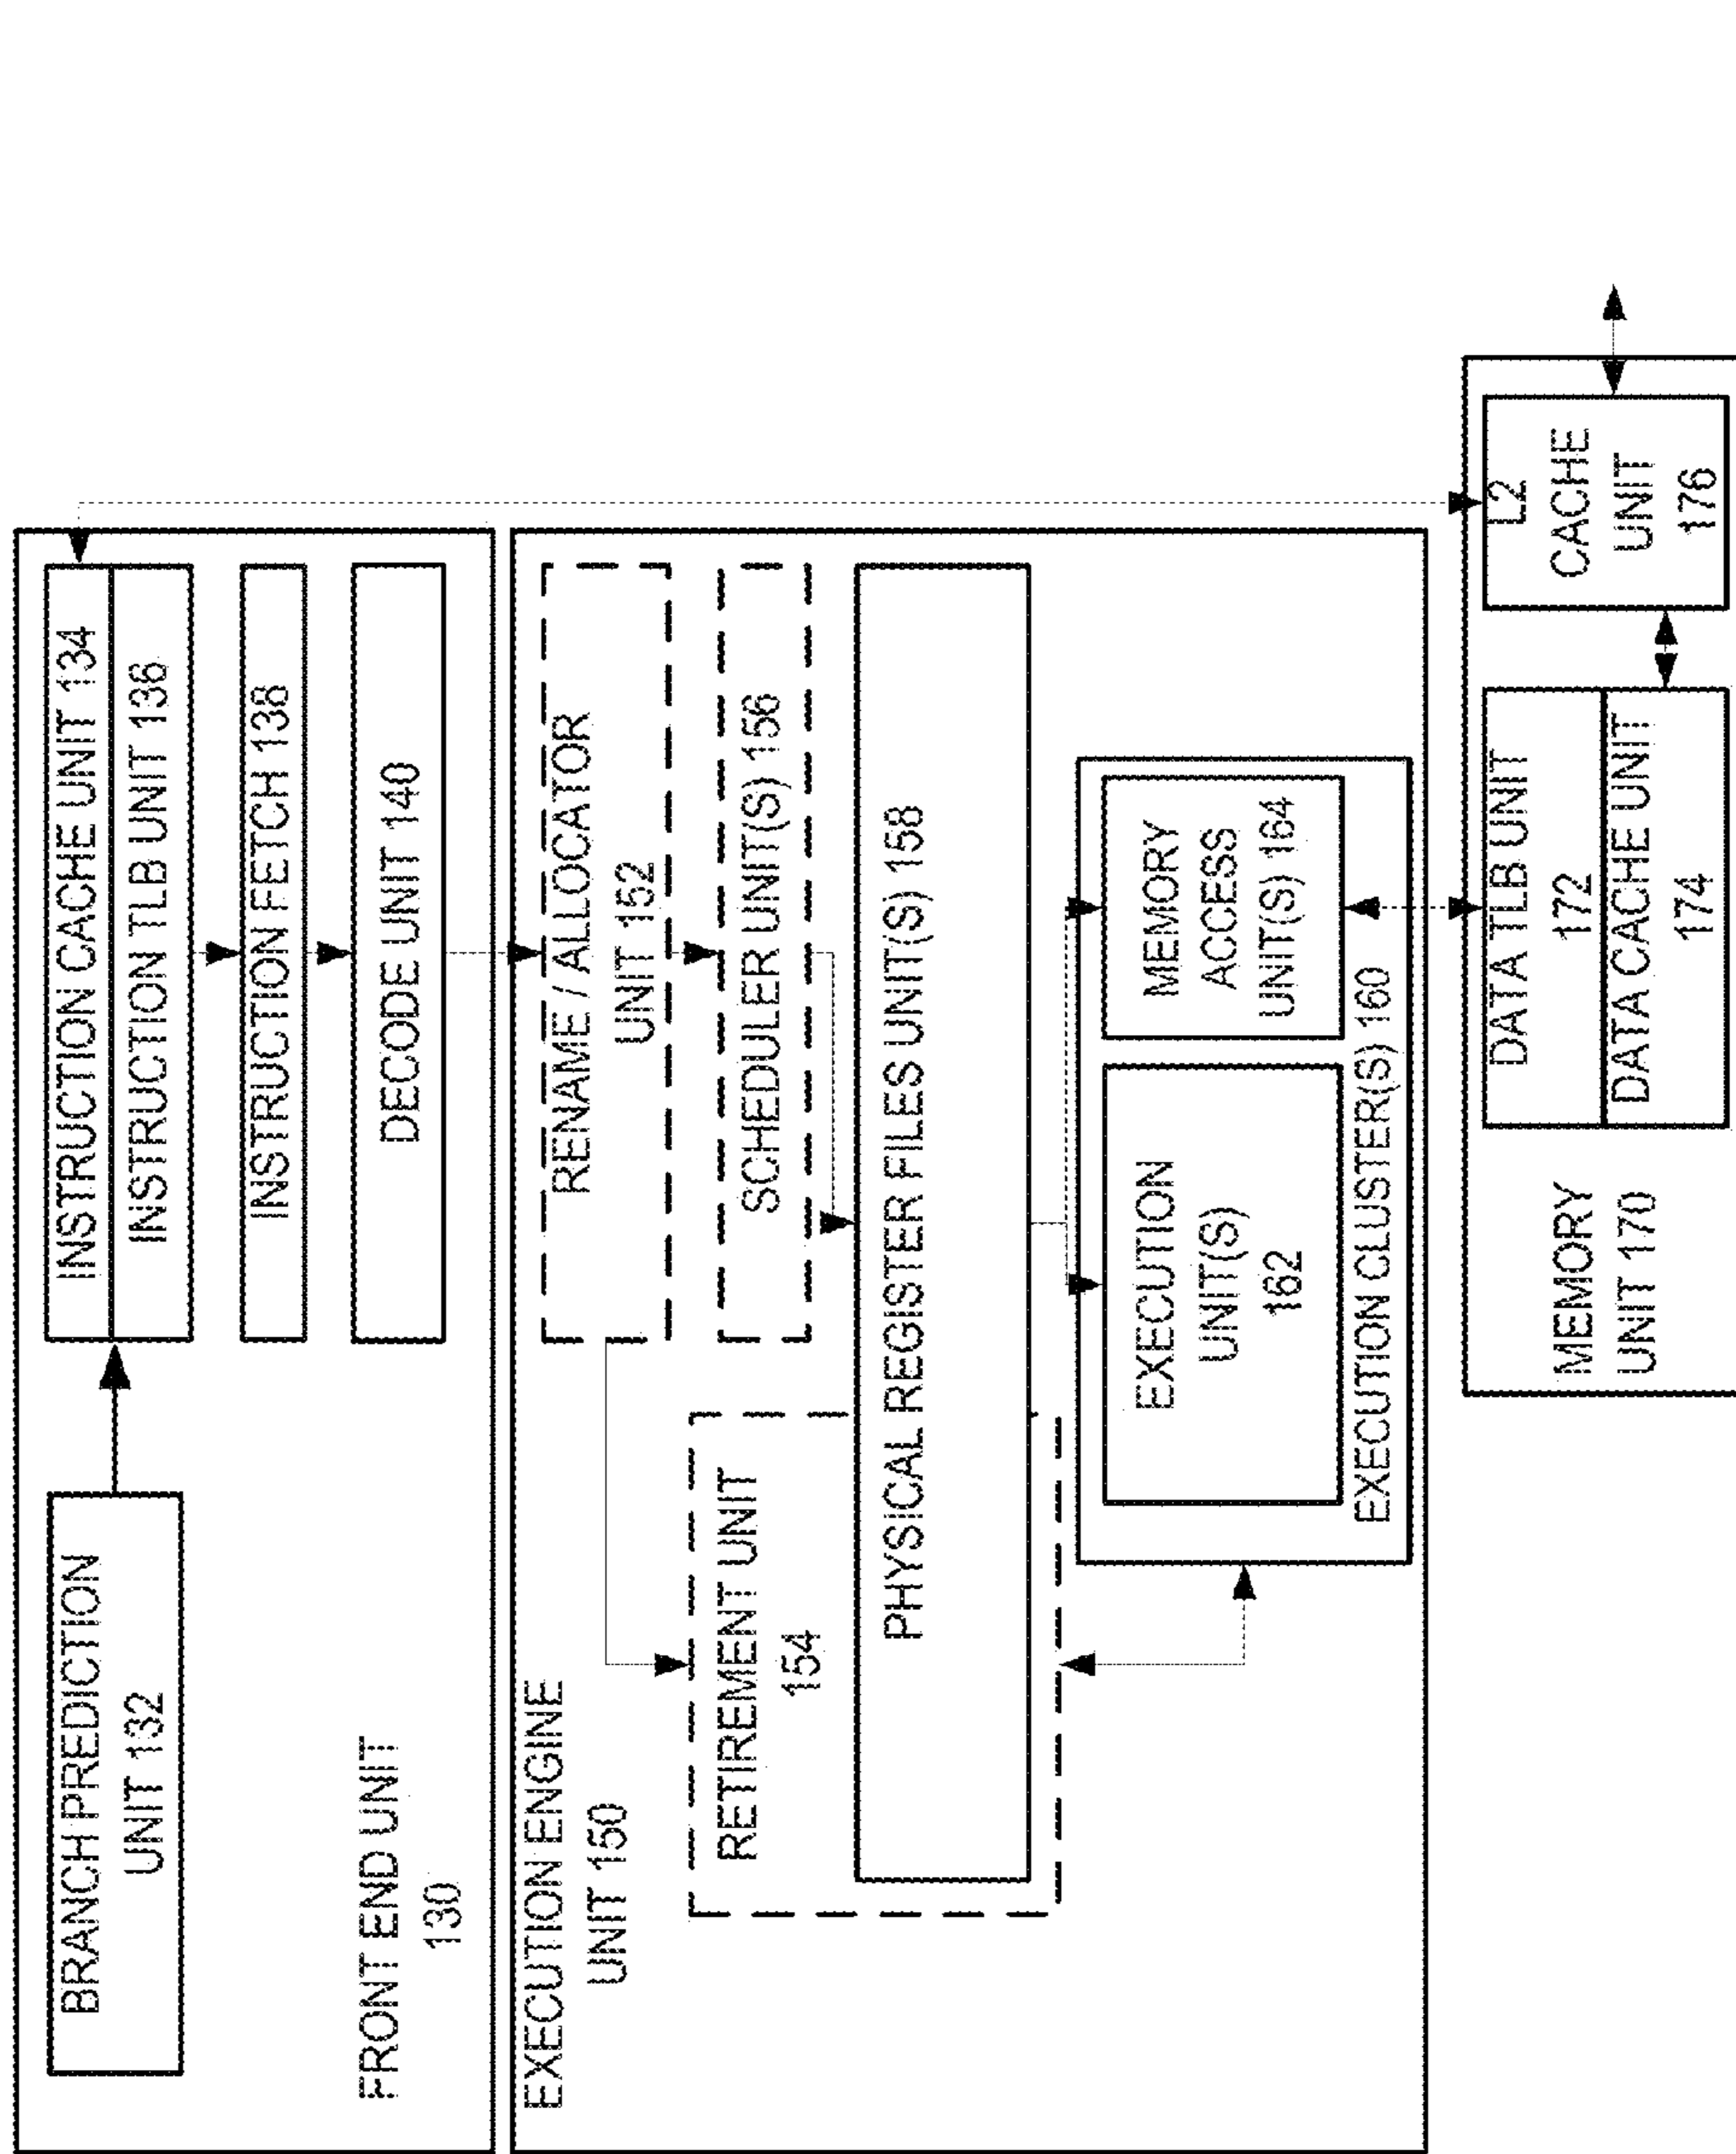 BRANCH PREDICTION
UNIT 132
INSTRUCTION CACHE UNIT 134
INSTRUCTION TLB UNIT 136
INSTRUCTION FETCH 138
DECODE UNIT 140
FRONT END UNIT
130
EXECUTION ENGINE
UNIT 150
RENAME / ALLOCATOR
UNIT 152
RETIREMENT UNIT
154
SCHEDULER UNIT(S) 156
PHYSICAL REGISTER FILES UNIT(S) 158
EXECUTION
UNIT(S)
162
MEMORY
ACCESS
UNIT(S) 164
EXECUTION CLUSTER(S) 160
MEMORY
UNIT 170
DATA TLB UNIT
172
DATA CACHE UNIT
174
L2
CACHE
UNIT
176